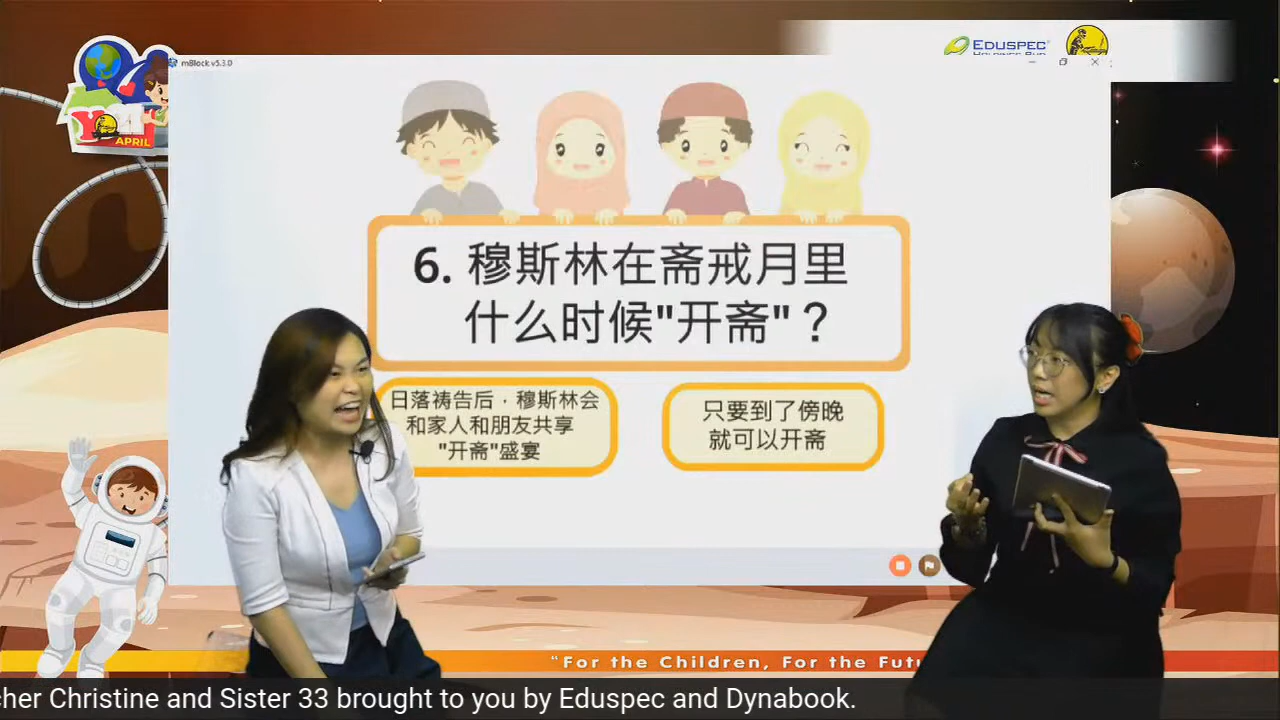 EDUSPEC
HOLDINGS BHD
mBlock v5.3.0
APRIL
6. 穆斯林在斋戒月里
什么时候"开斋"？
日落祷告后，穆斯林会
和家人和朋友共享
"开斋"盛宴
只要到了傍晚
就可以开斋
"For the Children, For the Futu
cher Christine and Sister 33 brought to you by Eduspec and Dynabook.